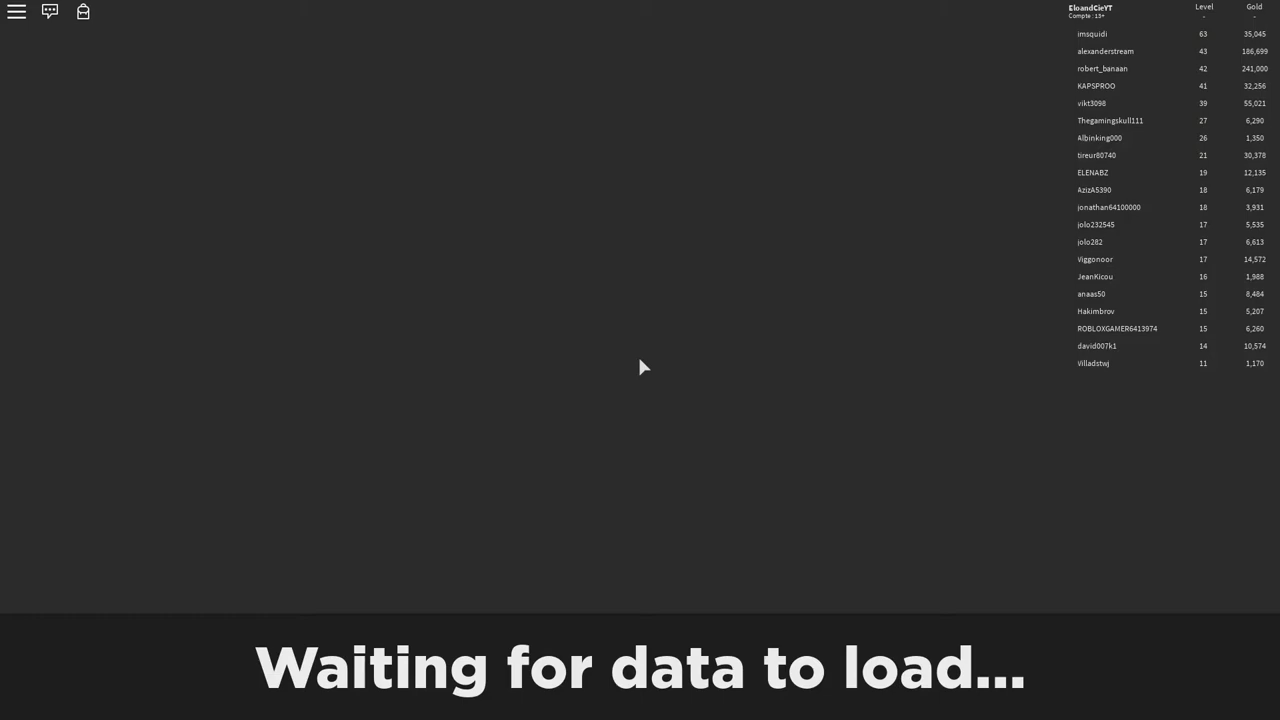 EloandCieYT Level Gold
Compte : 13+ - -
imsquidi 63 35,045
alexanderstream 43 186,699
robert_banaan 42 241,000
KAPSPROO 41 32,256
vikt3098 39 55,021
Thegamingskull111 27 6,290
Albinking000 26 1,350
tireur80740 21 30,378
ELENABZ 19 12,135
AzizA5390 18 6,179
jonathan64100000 18 3,931
jolo232545 17 5,535
jolo282 17 6,613
Viggonoor 17 14,572
JeanKicou 16 1,988
anaas50 15 8,484
Hakimbrov 15 5,207
ROBLOXGAMER6413974 15 6,260
david007k1 14 10,574
Villadstwj 11 1,170
Waiting for data to load...